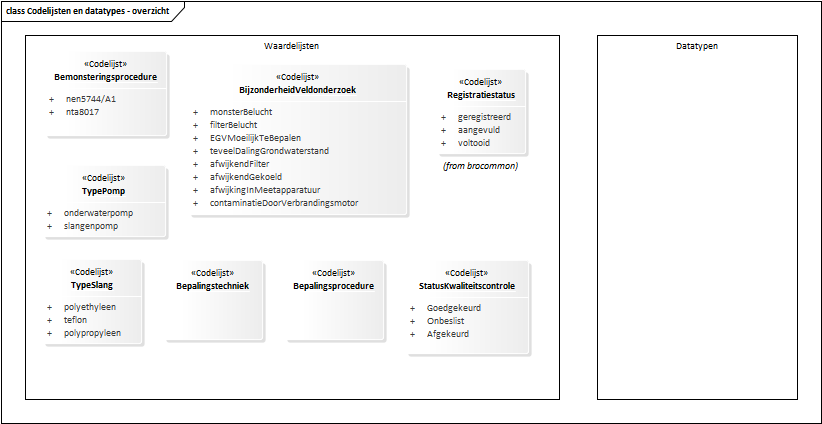 class Codelijsten en datatypes - overzicht
Waardelijsten
«Codelijst»
Bemonsteringsprocedure
+ nen5744/A1
+ nta8017
«Codelijst»
BijzonderheidVeldonderzoek
+ monsterBelucht
+ filterBelucht
+ EGVMoeilijkTeBepalen
+ teveelDalingGrondwaterstand
+ afwijkendFilter
+ afwijkendGekoeld
+ afwijkingInMeetapparatuur
+ contaminatieDoorVerbrandingsmotor
«Codelijst»
Registratiestatus
+ geregistreerd
+ aangevuld
+ voltooid
(from brocommon)
«Codelijst»
TypePomp
+ onderwaterpomp
+ slangenpomp
«Codelijst»
TypeSlang
+ polyethyleen
+ teflon
+ polypropyleen
«Codelijst»
Bepalingstechniek
«Codelijst»
Bepalingsprocedure
«Codelijst»
StatusKwaliteitscontrole
+ Goedgekeurd
+ Onbeslist
+ Afgekeurd
Datatypen